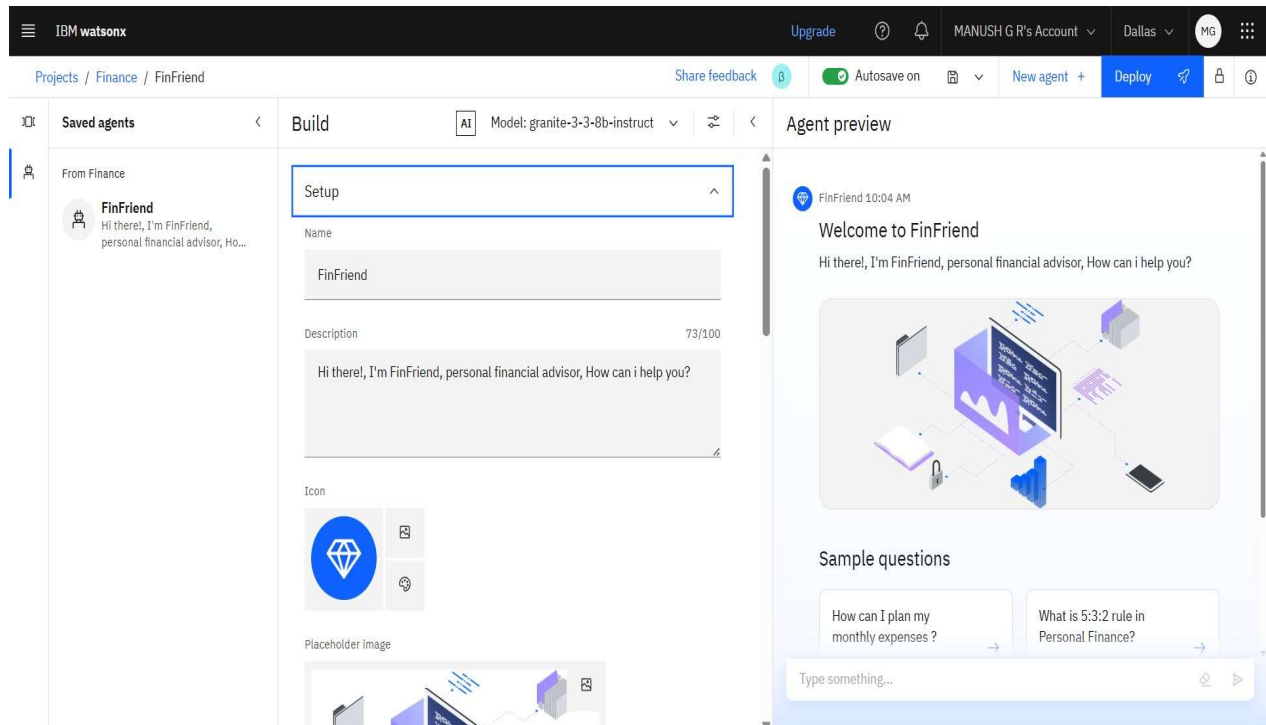 IBM watsonx
Upgrade
MANUSH G R's Account
Dallas
MG
Projects / Finance / FinFriend
Share feedback
β
Autosave on
New agent +
Deploy
Saved agents
Build
AI
Model: granite-3-3-8b-instruct
Agent preview
From Finance
FinFriend
Hi there!, I'm FinFriend,
personal financial advisor, Ho...
Setup
Name
FinFriend
Description
73/100
Hi there!, I'm FinFriend, personal financial advisor, How can i help you?
Icon
Placeholder image
FinFriend 10:04 AM
Welcome to FinFriend
Hi there!, I'm FinFriend, personal financial advisor, How can i help you?
Sample questions
How can I plan my
monthly expenses ?
What is 5:3:2 rule in
Personal Finance?
Type something...